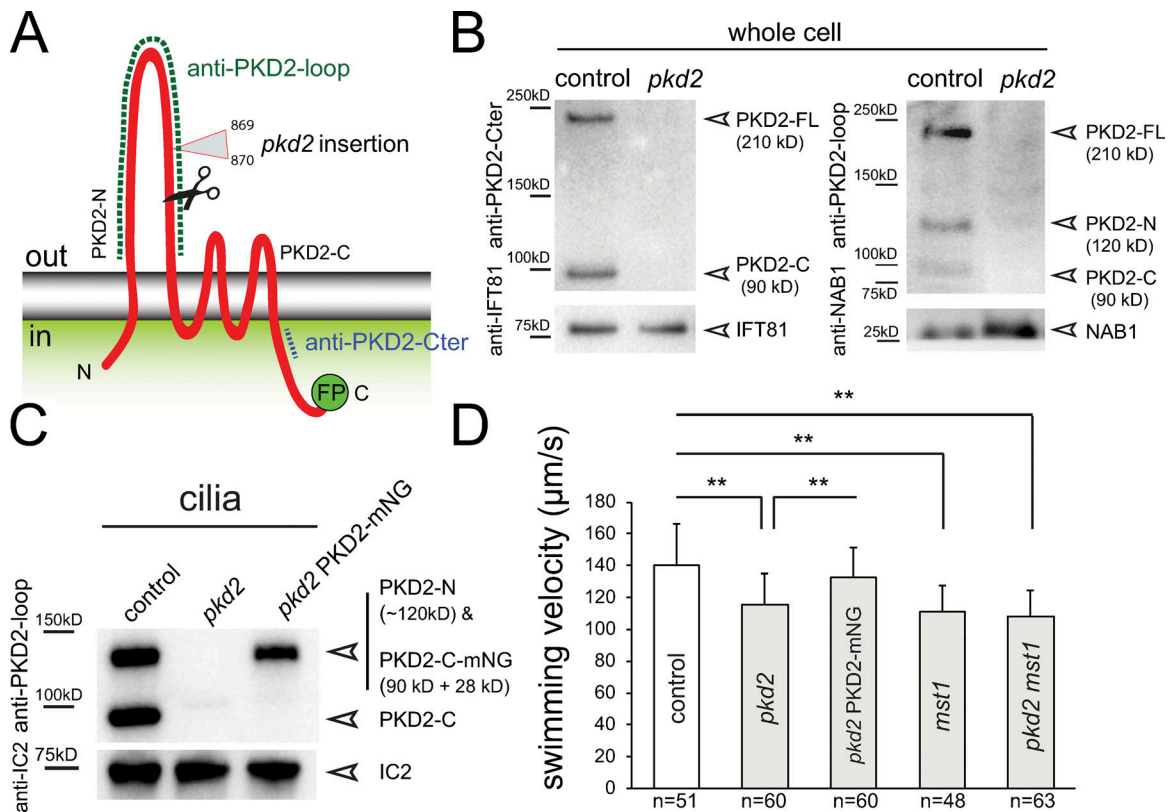 A
anti-PKD2-loop
869
870
pkd2 insertion
PKD2-N
PKD2-C
out
in
anti-PKD2-Cter
N
FP
C
B
whole cell
control
pkd2
250kD
150kD
100kD
75kD
anti-PKD2-Cter
anti-IFT81
PKD2-FL
(210 kD)
PKD2-C
(90 kD)
IFT81
control
pkd2
250kD
150kD
100kD
75kD
25kD
anti-PKD2-loop
anti-NAB1
PKD2-FL
(210 kD)
PKD2-N
(120 kD)
PKD2-C
(90 kD)
NAB1
C
cilia
control
pkd2
pkd2 PKD2-mNG
150kD
100kD
75kD
anti-PKD2-loop
anti-IC2
PKD2-N
(~120kD) &
PKD2-C-mNG
(90 kD + 28 kD)
PKD2-C
IC2
D
**
**
**
**
swimming velocity (µm/s)
180
160
140
120
100
80
60
40
20
0
control
pkd2
pkd2 PKD2-mNG
mst1
pkd2 mst1
n=51
n=60
n=60
n=48
n=63